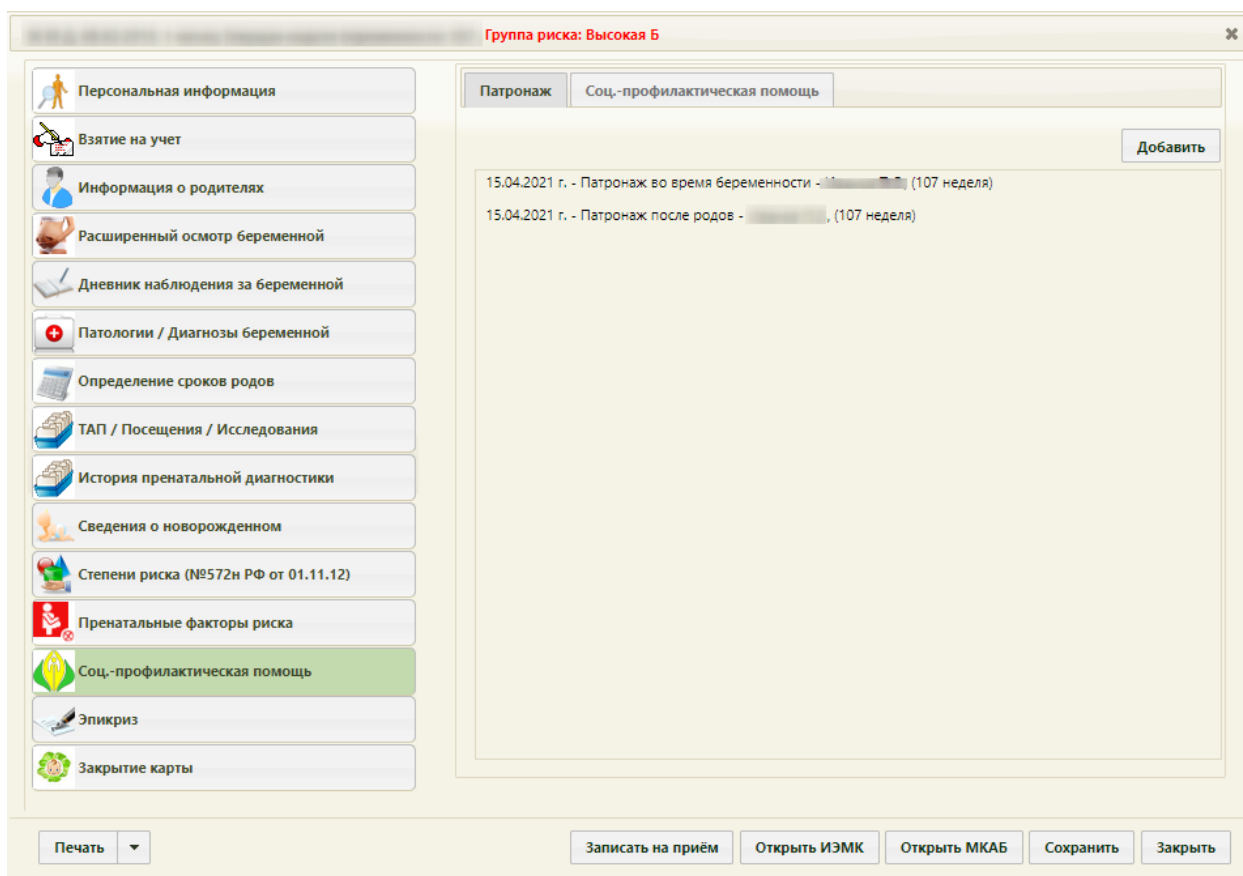 Группа риска: Высокая Б
Персональная информация
Взятие на учет
Информация о родителях
Расширенный осмотр беременной
Дневник наблюдения за беременной
Патологии / Диагнозы беременной
Определение сроков родов
ТАП / Посещения / Исследования
История пренатальной диагностики
Сведения о новорожденном
Степени риска (№572н РФ от 01.11.12)
Пренатальные факторы риска
Соц.-профилактическая помощь
Эпикриз
Закрытие карты
Патронаж Соц.-профилактическая помощь
Добавить
15.04.2021 г. - Патронаж во время беременности - (107 неделя)
15.04.2021 г. - Патронаж после родов - , (107 неделя)
Печать Записать на приём Открыть ИЭМК Открыть МКАБ Сохранить Закрыть